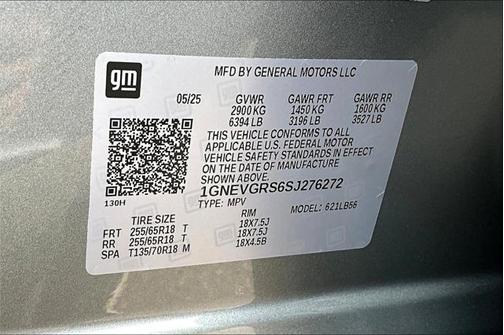 gm
MFD BY GENERAL MOTORS LLC
05/25 GVWR GAWR FRT GAWR RR
2900 KG 1450 KG 1600 KG
6394 LB 3196 LB 3527 LB
THIS VEHICLE CONFORMS TO ALL
APPLICABLE U.S. FEDERAL MOTOR
VEHICLE SAFETY STANDARDS IN EFFECT
ON THE DATE OF MANUFACTURE
SHOWN ABOVE.
1GNEVGRS6SJ276272
130H
TYPE: MPV MODEL: 621LB56
TIRE SIZE RIM
FRT 255/65R18 T 18X7.5J
RR 255/65R18 T 18X7.5J
SPA T135/70R18 M 18X4.5B